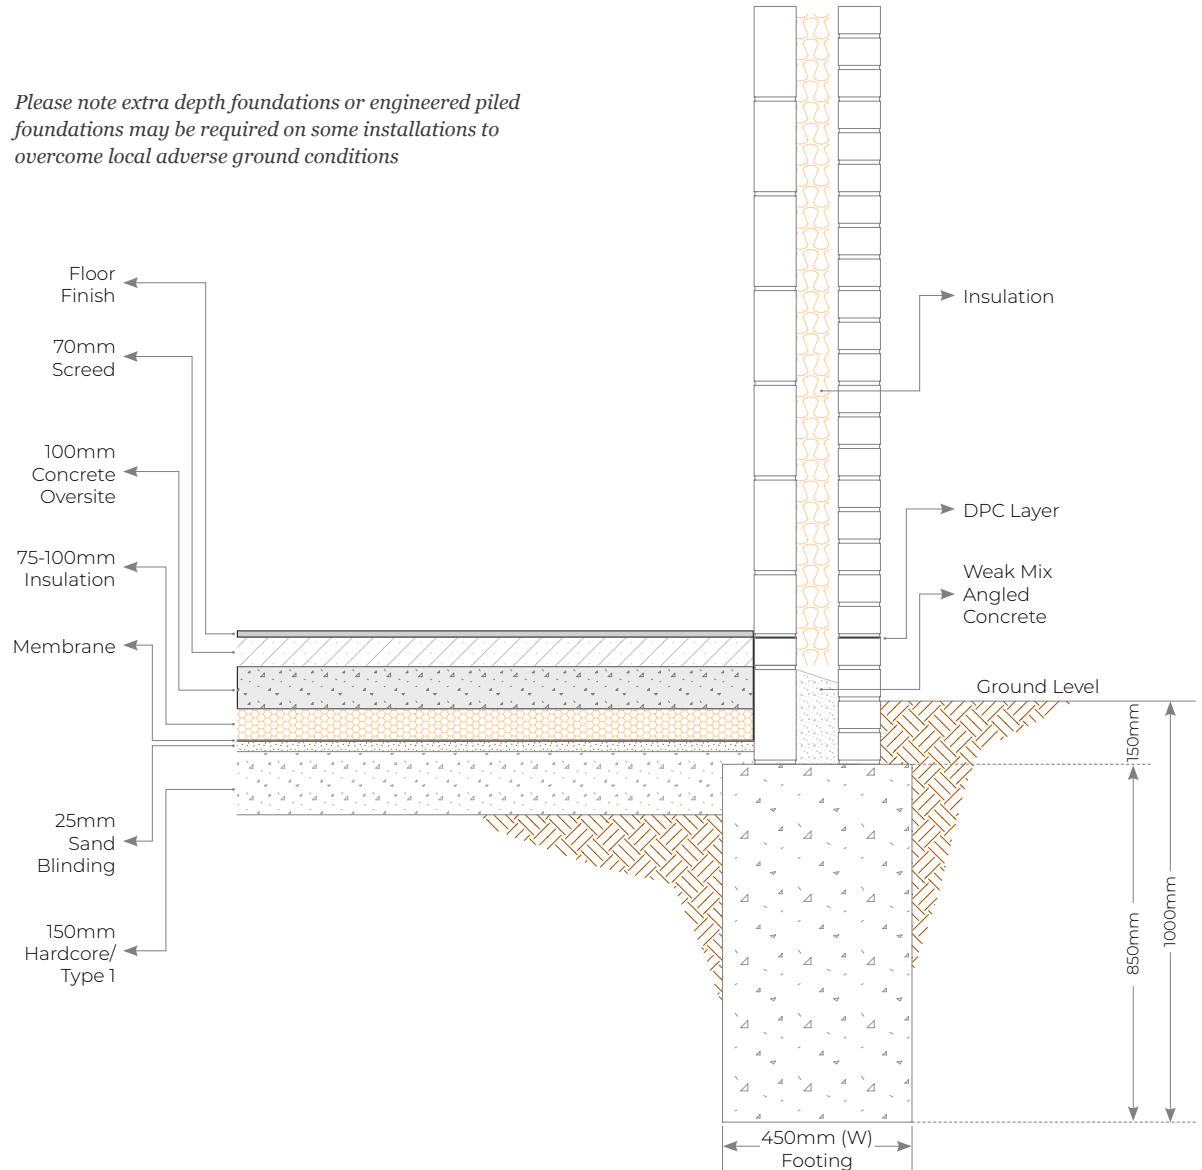 Please note extra depth foundations or engineered piled
foundations may be required on some installations to
overcome local adverse ground conditions
Floor
Finish
70mm
Screed
100mm
Concrete
Oversite
75-100mm
Insulation
Membrane
25mm
Sand
Blinding
150mm
Hardcore/
Type 1
Insulation
DPC Layer
Weak Mix
Angled
Concrete
Ground Level
150mm
850mm
1000mm
450mm (W)
Footing